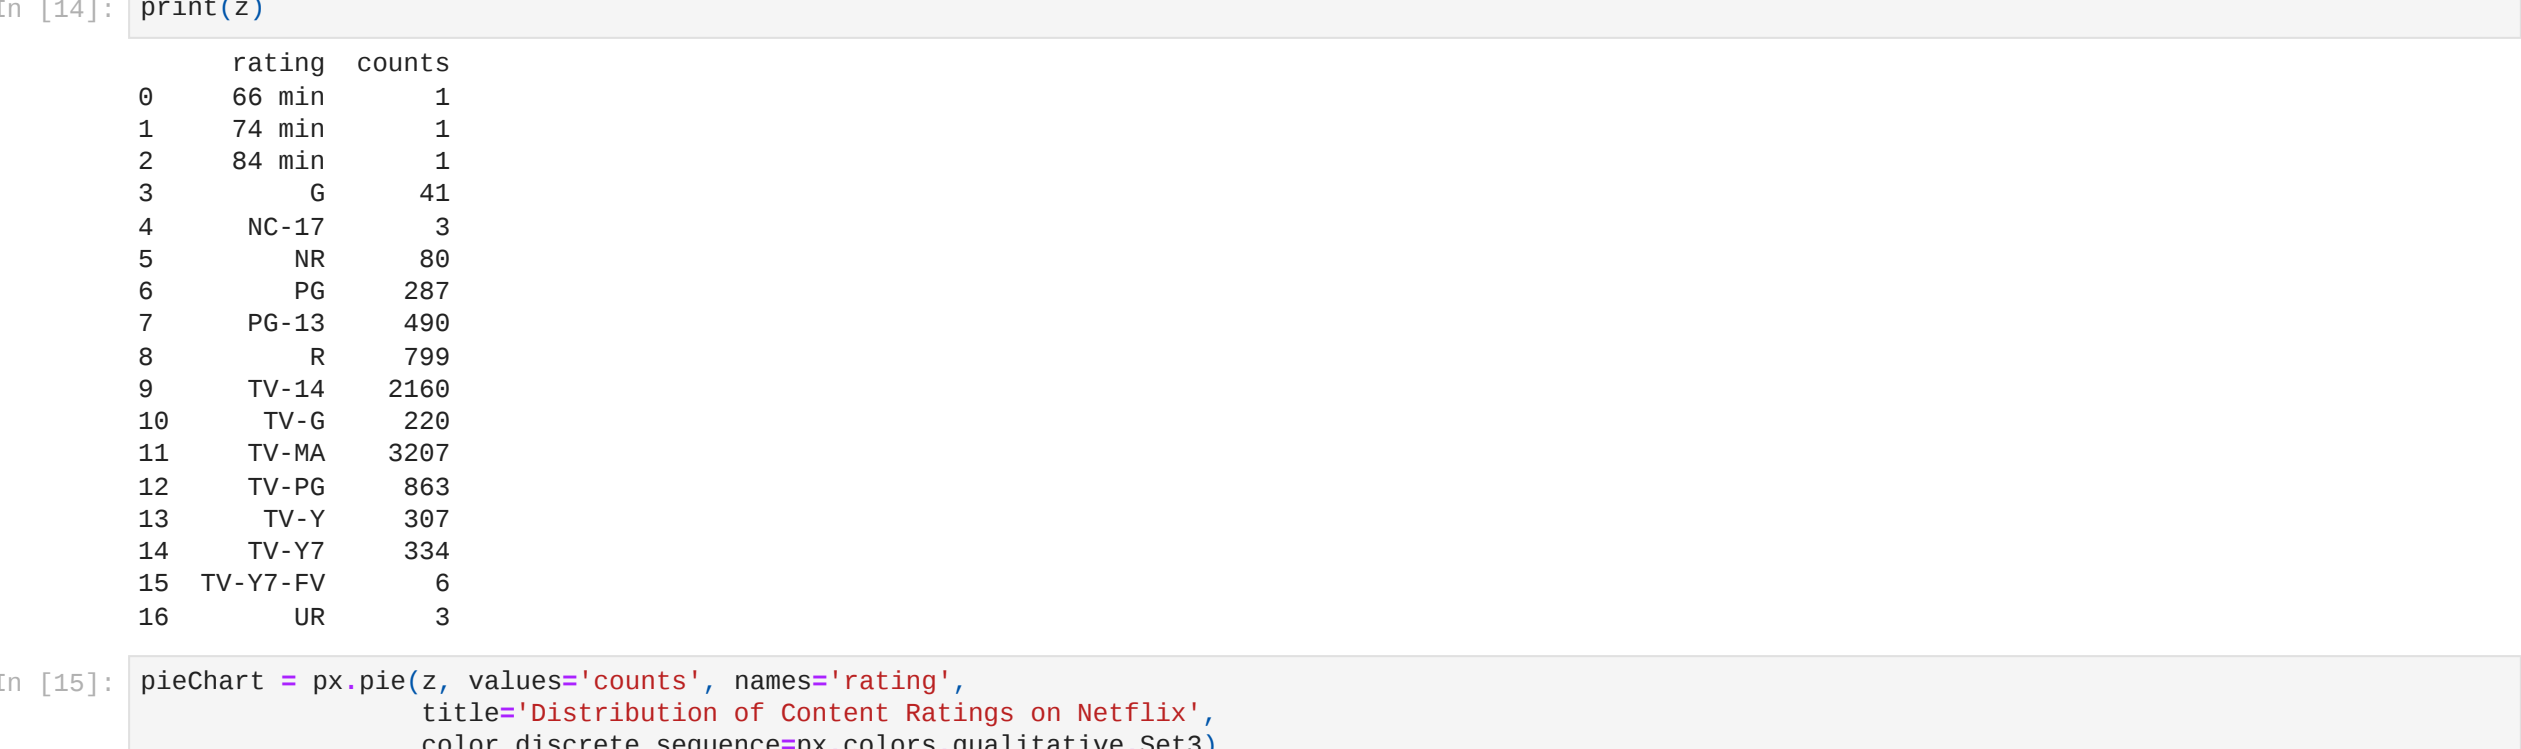 In [14]: print(z)
rating counts
0 66 min 1
1 74 min 1
2 84 min 1
3 G 41
4 NC-17 3
5 NR 80
6 PG 287
7 PG-13 490
8 R 799
9 TV-14 2160
10 TV-G 220
11 TV-MA 3207
12 TV-PG 863
13 TV-Y 307
14 TV-Y7 334
15 TV-Y7-FV 6
16 UR 3
In [15]: pieChart = px.pie(z, values='counts', names='rating',
title='Distribution of Content Ratings on Netflix',
color_discrete_sequence=px.colors.qualitative.Set3)